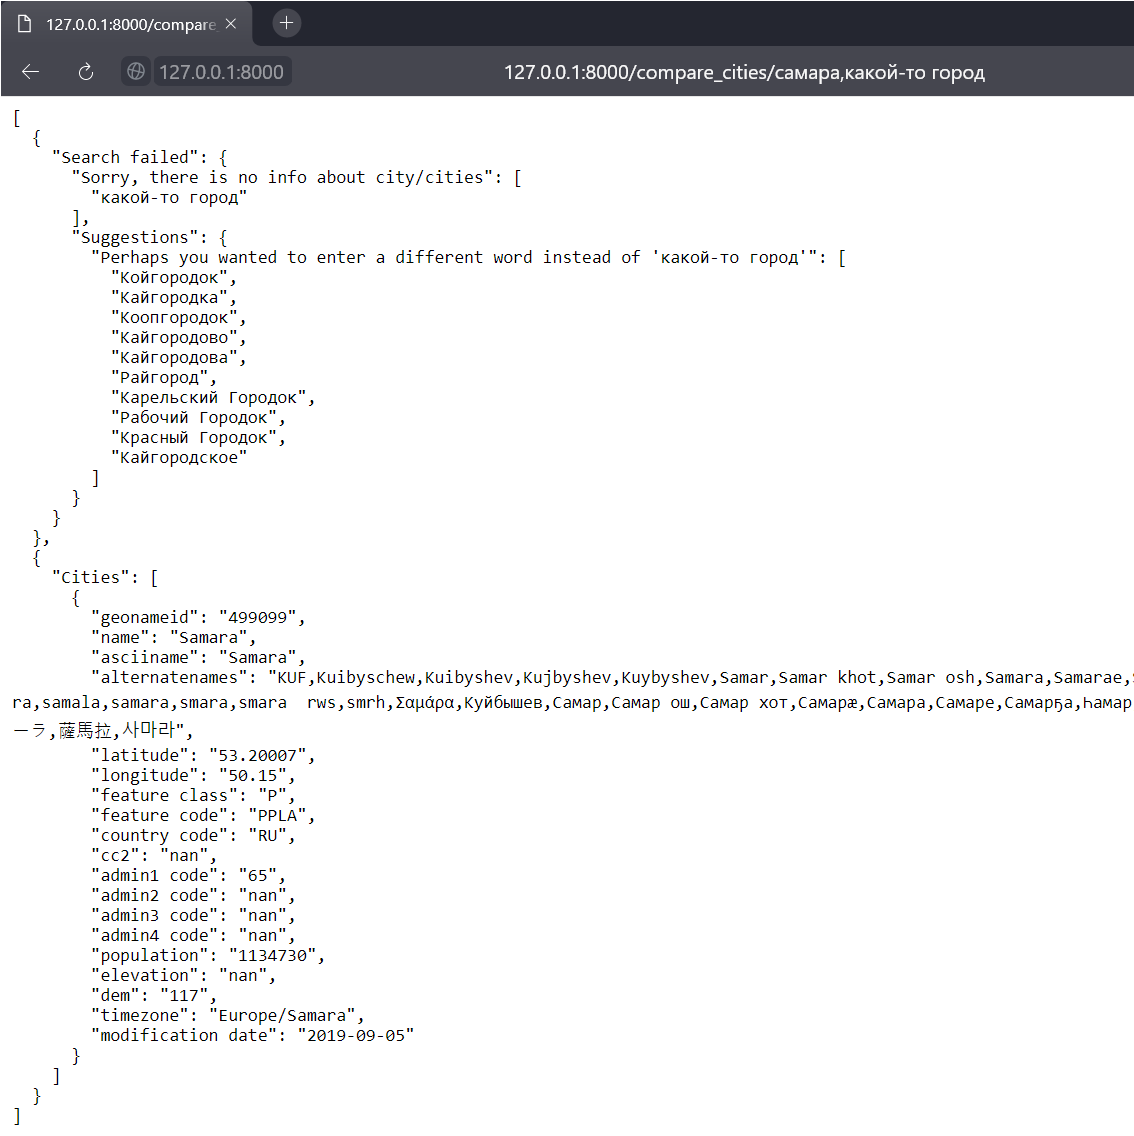 127.0.0.1:8000/compare_
127.0.0.1:8000
127.0.0.1:8000/compare_cities/самара,какой-то город
[
  {
    "Search failed": {
      "Sorry, there is no info about city/cities": [
        "какой-то город"
      ],
      "Suggestions": {
        "Perhaps you wanted to enter a different word instead of 'какой-то город'": [
          "Койгородок",
          "Кайгородка",
          "Коопгородок",
          "Кайгородово",
          "Кайгородова",
          "Райгород",
          "Карельский Городок",
          "Рабочий Городок",
          "Красный Городок",
          "Кайгородское"
        ]
      }
    }
  },
  {
    "Cities": [
      {
        "geonameid": "499099",
        "name": "Samara",
        "asciiname": "Samara",
        "alternatenames": "KUF,Kuibyschew,Kuibyshev,Kujbyshev,Kuybyshev,Samar,Samar khot,Samar osh,Samara,Samarae,
ra,samala,samara,smara,smara  rws,smrh,Σαμάρα,Куйбышев,Самар,Самар ош,Самар хот,Самарæ,Самара,Самаре,Самарҕа,Һамар
ーラ,薩馬拉,사마라",
        "latitude": "53.20007",
        "longitude": "50.15",
        "feature class": "P",
        "feature code": "PPLA",
        "country code": "RU",
        "cc2": "nan",
        "admin1 code": "65",
        "admin2 code": "nan",
        "admin3 code": "nan",
        "admin4 code": "nan",
        "population": "1134730",
        "elevation": "nan",
        "dem": "117",
        "timezone": "Europe/Samara",
        "modification date": "2019-09-05"
      }
    ]
  }
]